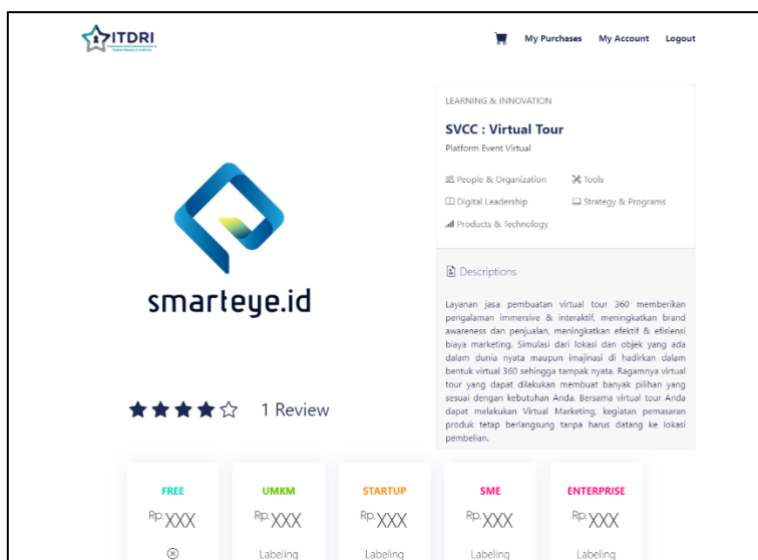 ITDRI
My Purchases My Account Logout
LEARNING & INNOVATION
SVCC : Virtual Tour
Platform Event Virtual
People & Organization Tools
Digital Leadership Strategy & Programs
Products & Technology
Descriptions
Layanan jasa pembuatan virtual tour 360 memberikan
pengalaman immersive & interaktif, meningkatkan brand
awareness dan penjualan, meningkatkan efektif & efisiensi
biaya marketing. Simulasi dari lokasi dan objek yang ada
dalam dunia nyata maupun imajinasi di hadirkan dalam
bentuk virtual 360 sehingga tampak nyata. Ragamnya virtual
tour yang dapat dilakukan membuat banyak pilihan yang
sesuai dengan kebutuhan Anda. Bersama virtual tour Anda
dapat melakukan Virtual Marketing, kegiatan pemasaran
produk tetap berlangsung tanpa harus datang ke lokasi
pembelian.
smarteye.id
1 Review
FREE UMKM STARTUP SME ENTERPRISE
Rp.XXX Rp.XXX Rp.XXX Rp.XXX Rp.XXX
Labeling Labeling Labeling Labeling